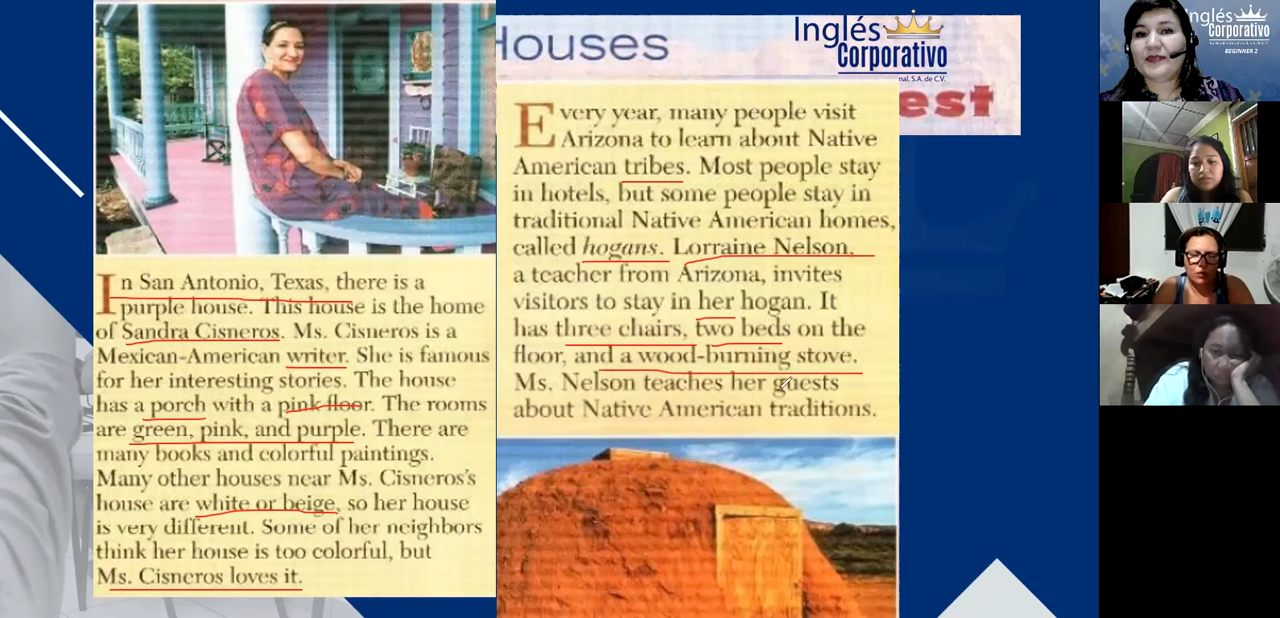 Houses
Inglés
Corporativo
nal, S.A. de C.V.
est
In San Antonio, Texas, there is a
purple house. This house is the home
of Sandra Cisneros. Ms. Cisneros is a
Mexican-American writer. She is famous
for her interesting stories. The house
has a porch with a pink floor. The rooms
are green, pink, and purple. There are
many books and colorful paintings.
Many other houses near Ms. Cisneros's
house are white or beige, so her house
is very different. Some of her neighbors
think her house is too colorful, but
Ms. Cisneros loves it.
Every year, many people visit
Arizona to learn about Native
American tribes. Most people stay
in hotels, but some people stay in
traditional Native American homes,
called hogans. Lorraine Nelson,
a teacher from Arizona, invites
visitors to stay in her hogan. It
has three chairs, two beds on the
floor, and a wood-burning stove.
Ms. Nelson teaches her guests
about Native American traditions.
Inglés
Corporativo
BEGINNER 2